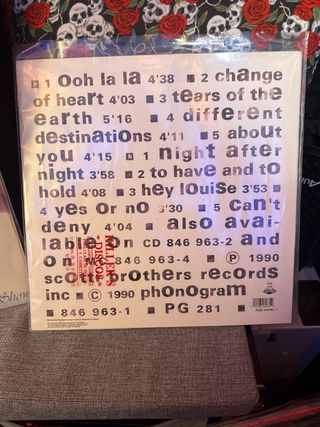 1 Ooh la la 4'38 ■ 2 change
of heart 4'03 ■ 3 tears of the
earth 5'16 ■ 4 different
destinations 4'11 ■ 5 about
you 4'15 ■ 1 night after
night 3'58 ■ 2 to have and to
hold 4'08 ■ 3 hey louise 3'53
■ 4 yes or no 3'30 ■ 5 can't
deny 4'04 ■ also avai-
lable on CD 846 963-2 and
on MC 846 963-4 Ⓟ 1990
scott brothers records
inc © 1990 phonogram
■ 846 963-1 ■ PG 281
DISCOK
Show